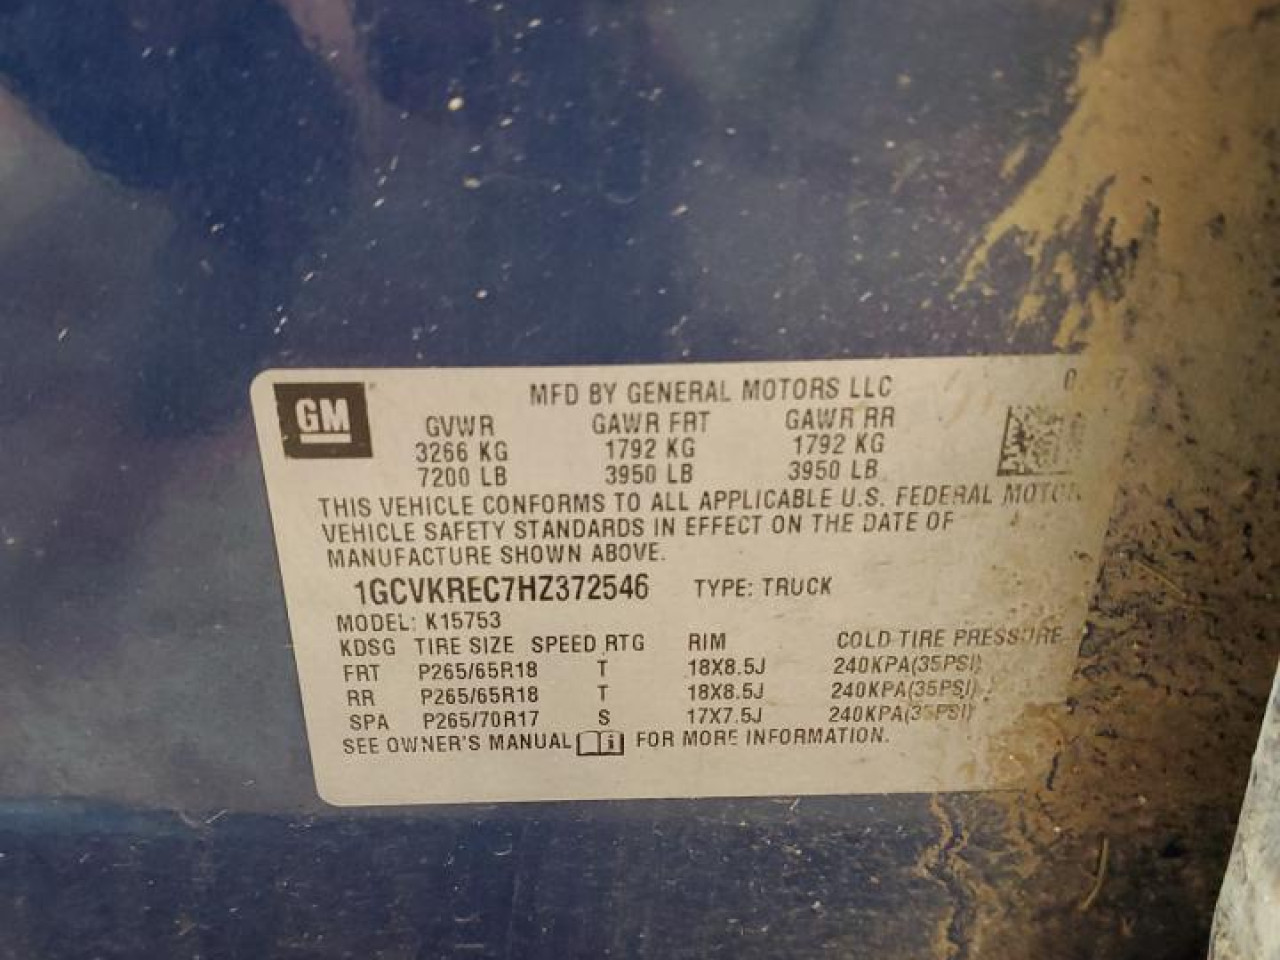 GM
MFD BY GENERAL MOTORS LLC
GVWR GAWR FRT GAWR RR
3266 KG 1792 KG 1792 KG
7200 LB 3950 LB 3950 LB
THIS VEHICLE CONFORMS TO ALL APPLICABLE U.S. FEDERAL MOTOR
VEHICLE SAFETY STANDARDS IN EFFECT ON THE DATE OF
MANUFACTURE SHOWN ABOVE.
1GCVKREC7HZ372546 TYPE: TRUCK
MODEL: K15753
KDSG TIRE SIZE SPEED RTG RIM COLD TIRE PRESSURE
FRT P265/65R18 T 18X8.5J 240KPA(35PSI)
RR P265/65R18 T 18X8.5J 240KPA(35PSI)
SPA P265/70R17 S 17X7.5J 240KPA(35PSI)
SEE OWNER'S MANUAL i FOR MORE INFORMATION.